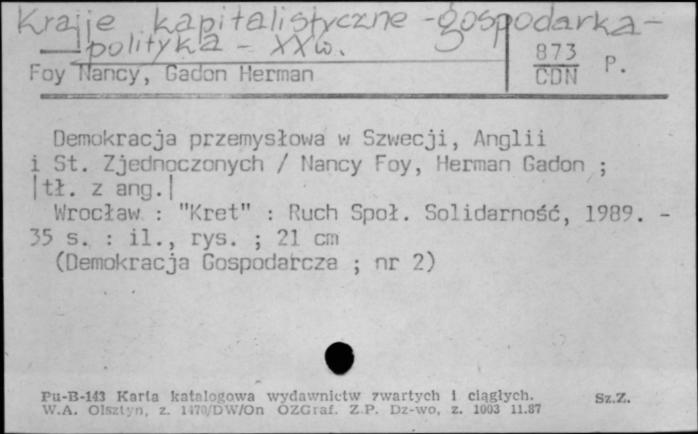 Kraje kapitalistyczne - gospodarka -
- polityka - XX w.
873
CDN P.
Foy Nancy, Gadon Herman
Demokracja przemysłowa w Szwecji, Anglii
i St. Zjednoczonych / Nancy Foy, Herman Gadon ;
|tł. z ang.|
Wrocław : "Kret" : Ruch Społ. Solidarność, 1989. -
35 s. : il., rys. ; 21 cm
(Demokracja Gospodarcza ; nr 2)
Pu-B-143 Karta katalogowa wydawnictw zwartych i ciągłych. Sz.Z.
W.A. Olsztyn, z. 1470/DW/On OZGraf. Z.P. Dz-wo, z. 1003 11.87